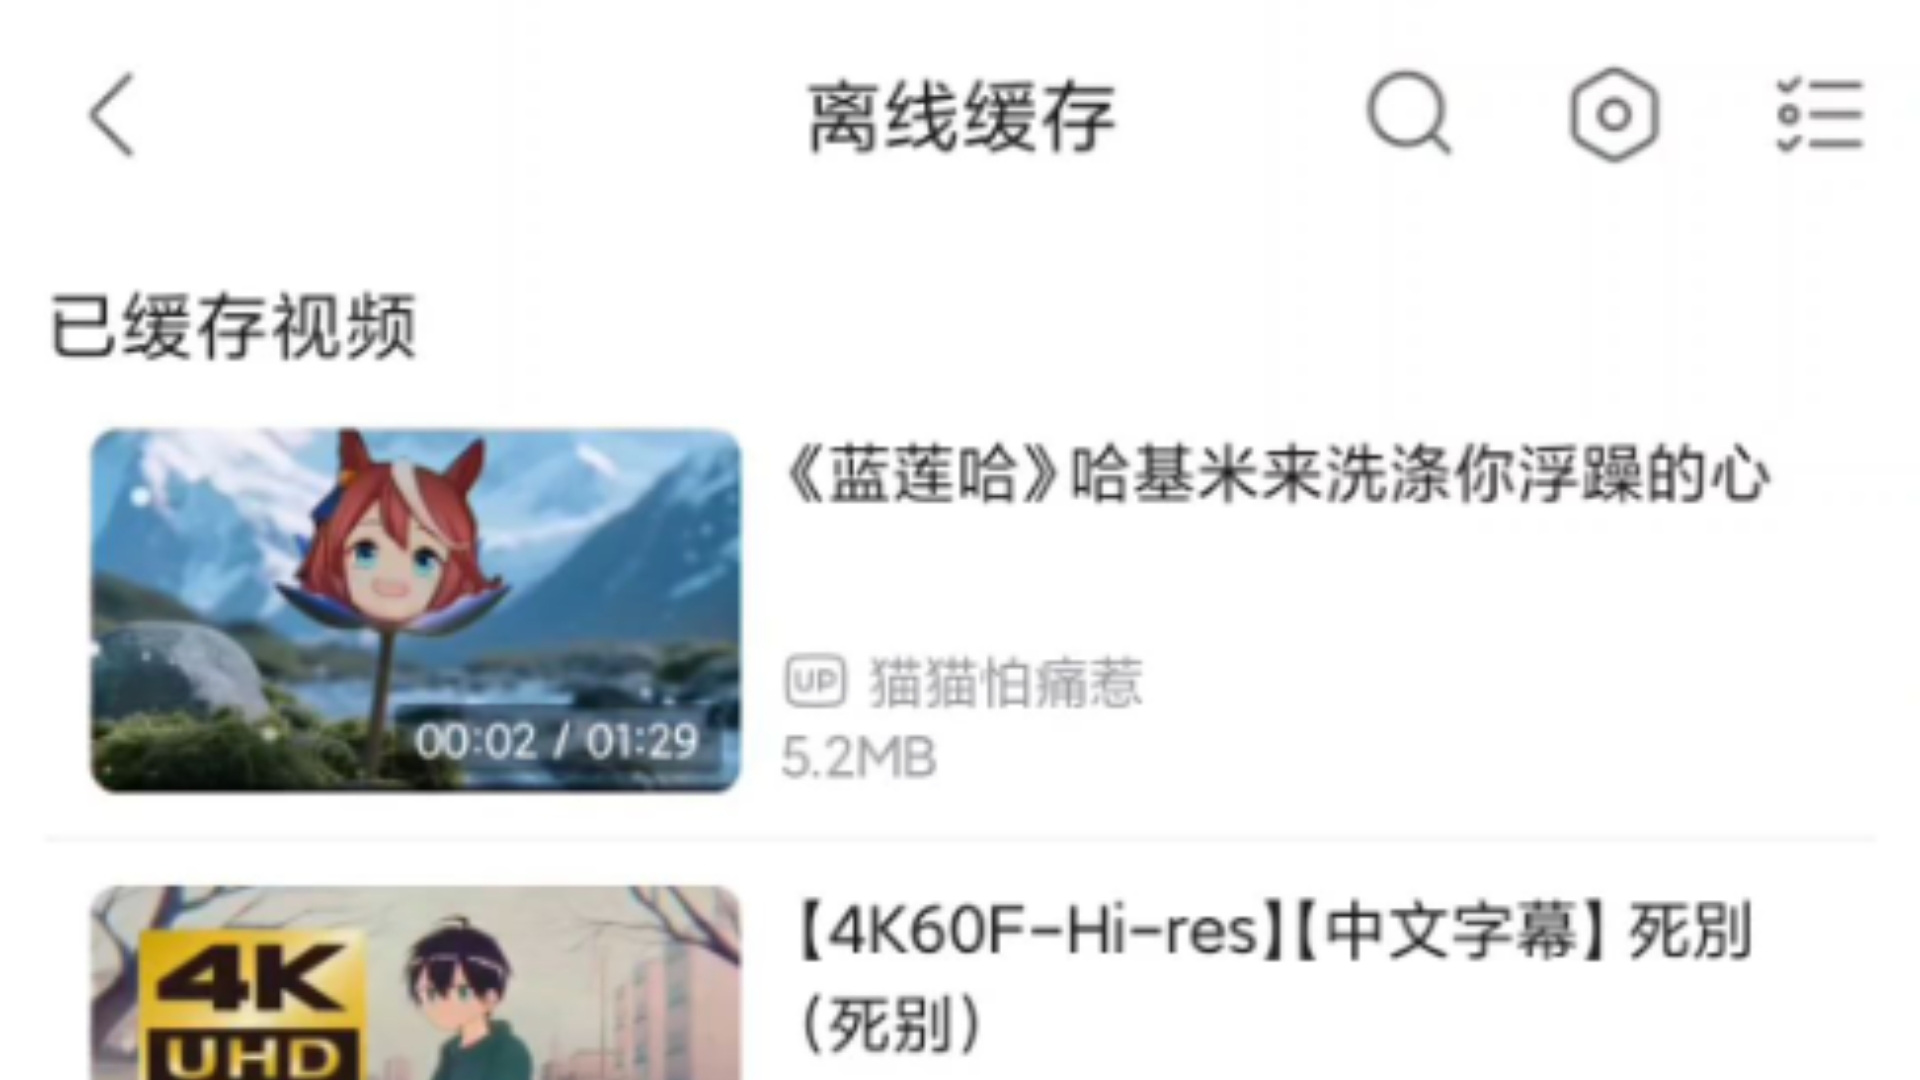 离线缓存
已缓存视频
《蓝莲哈》哈基米来洗涤你浮躁的心
UP 猫猫怕痛惹
5.2MB
00:02 / 01:29
【4K60F-Hi-res】【中文字幕】死別
（死别）
4K
UHD